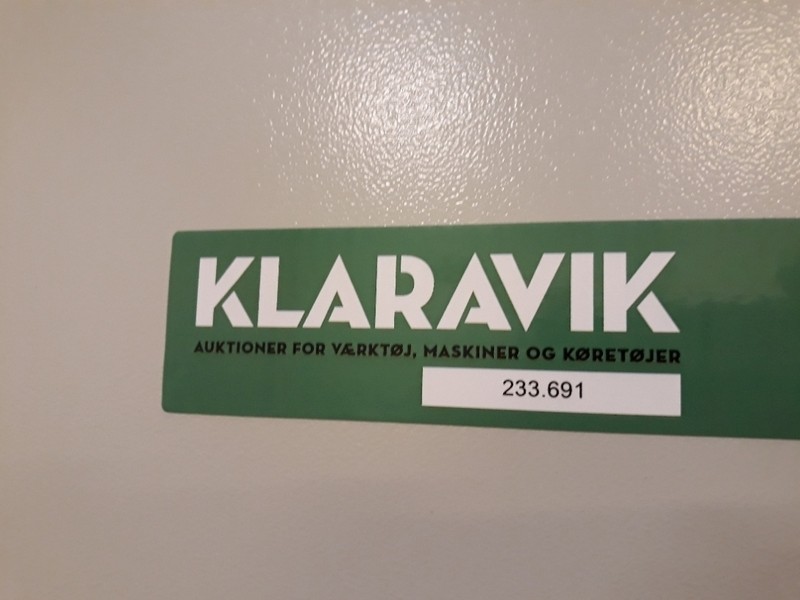 KLARAVIK
AUKTIONER FOR VÆRKTØJ, MASKINER OG KØRETØJER
233.691